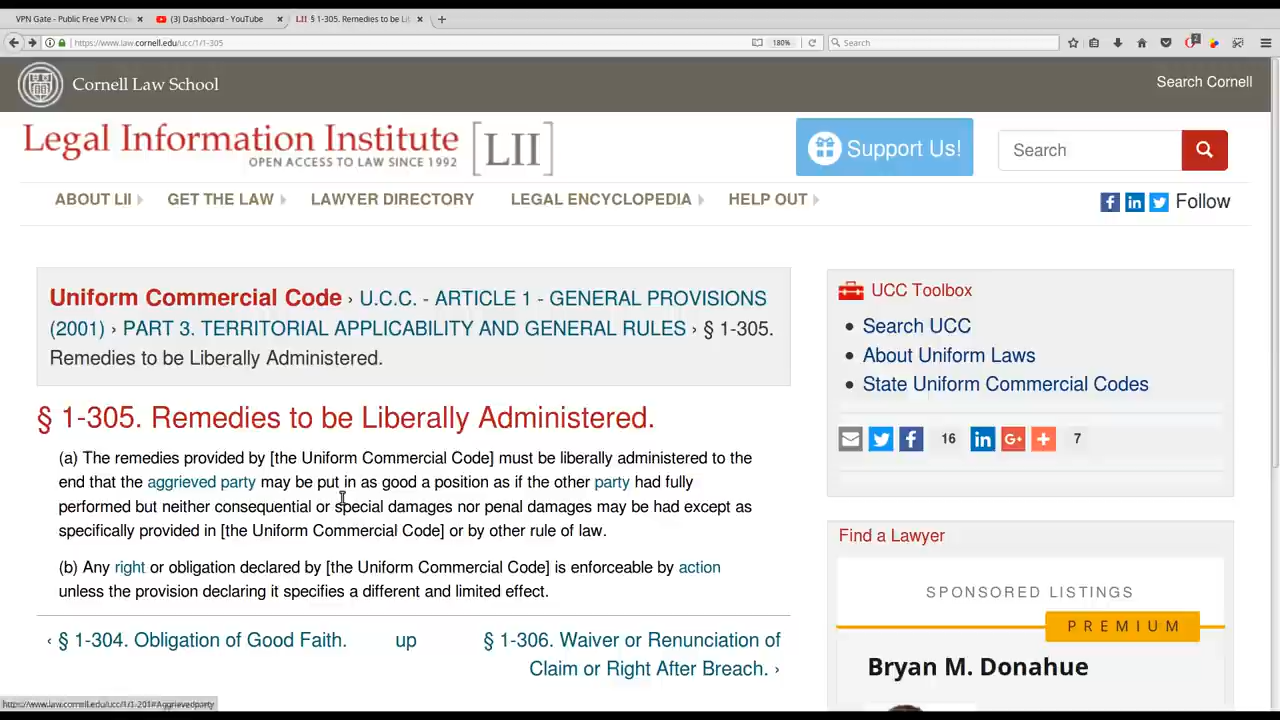 VPN Gate - Public Free VPN Clo
(3) Dashboard - YouTube
LII § 1-305. Remedies to be Li
https://www.law.cornell.edu/ucc/1/1-305
180%
Search
2
Cornell Law School
Search Cornell
Legal Information Institute [LII]
OPEN ACCESS TO LAW SINCE 1992
Support Us!
Search
ABOUT LII
GET THE LAW
LAWYER DIRECTORY
LEGAL ENCYCLOPEDIA
HELP OUT
Follow
Uniform Commercial Code › U.C.C. - ARTICLE 1 - GENERAL PROVISIONS
(2001) › PART 3. TERRITORIAL APPLICABILITY AND GENERAL RULES › § 1-305.
Remedies to be Liberally Administered.
§ 1-305. Remedies to be Liberally Administered.
(a) The remedies provided by [the Uniform Commercial Code] must be liberally administered to the
end that the aggrieved party may be put in as good a position as if the other party had fully
performed but neither consequential or special damages nor penal damages may be had except as
specifically provided in [the Uniform Commercial Code] or by other rule of law.
(b) Any right or obligation declared by [the Uniform Commercial Code] is enforceable by action
unless the provision declaring it specifies a different and limited effect.
‹ § 1-304. Obligation of Good Faith.
up
§ 1-306. Waiver or Renunciation of
Claim or Right After Breach. ›
UCC Toolbox
• Search UCC
• About Uniform Laws
• State Uniform Commercial Codes
16
7
Find a Lawyer
SPONSORED LISTINGS
PREMIUM
Bryan M. Donahue
https://www.law.cornell.edu/ucc/1/1-201#Aggrievedparty